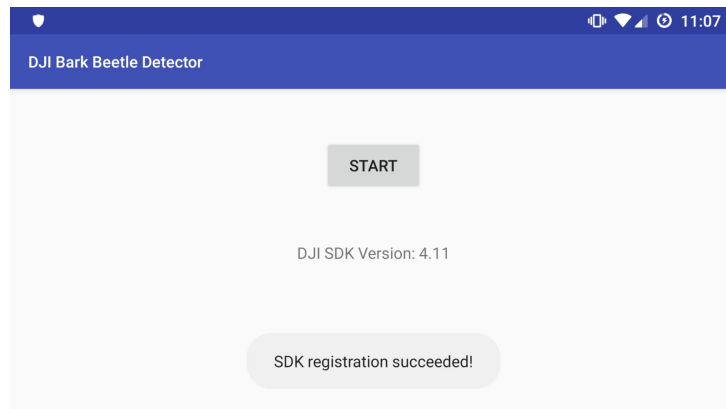 11:07
DJI Bark Beetle Detector
START
DJI SDK Version: 4.11
SDK registration succeeded!